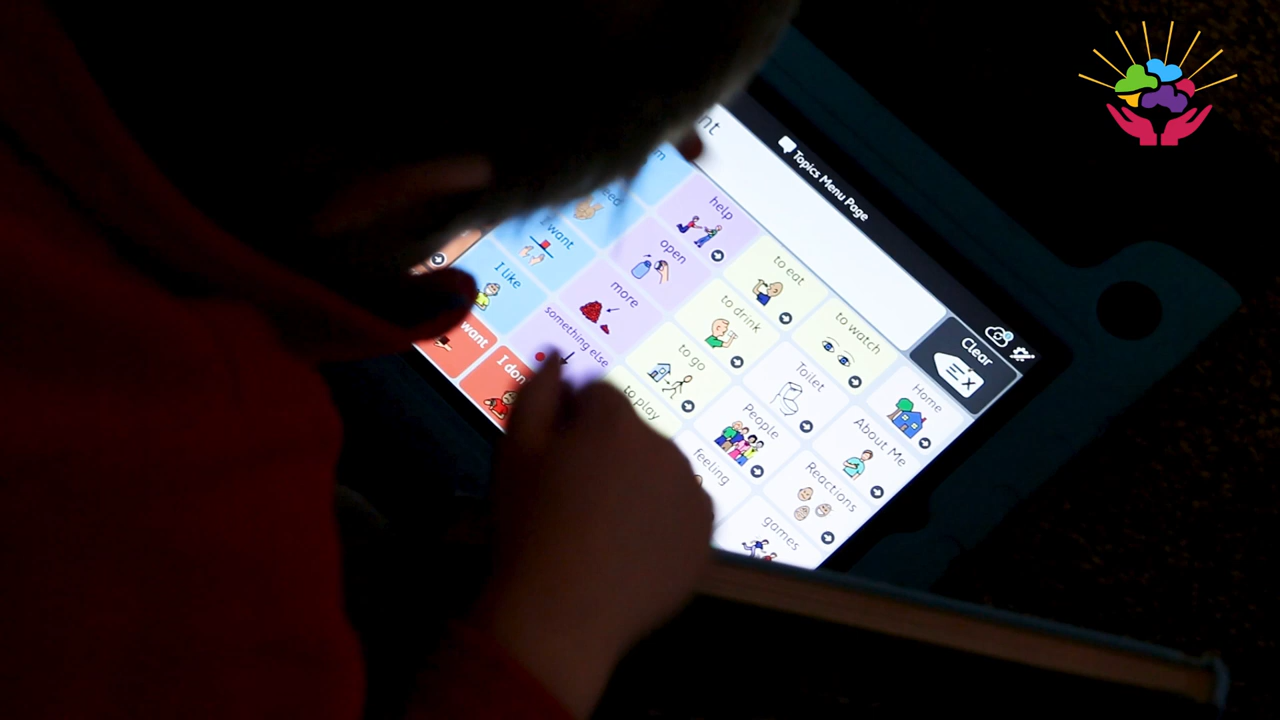 Topics Menu Page
Clear
help
to eat
to watch
Home
I want
open
to drink
Toilet
About Me
I like
more
to go
People
Reactions
want
something else
to play
feeling
games